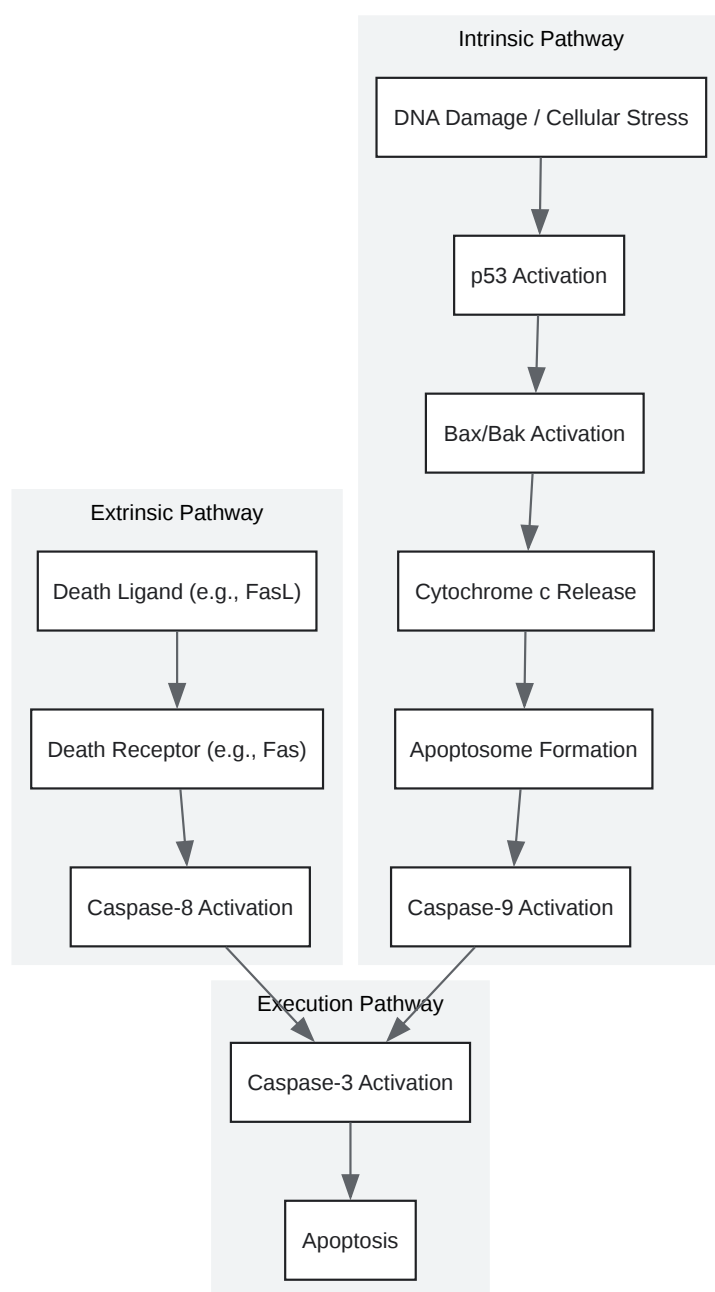 Intrinsic Pathway
DNA Damage / Cellular Stress
p53 Activation
Bax/Bak Activation
Cytochrome c Release
Apoptosome Formation
Caspase-9 Activation
Extrinsic Pathway
Death Ligand (e.g., FasL)
Death Receptor (e.g., Fas)
Caspase-8 Activation
Execution Pathway
Caspase-3 Activation
Apoptosis